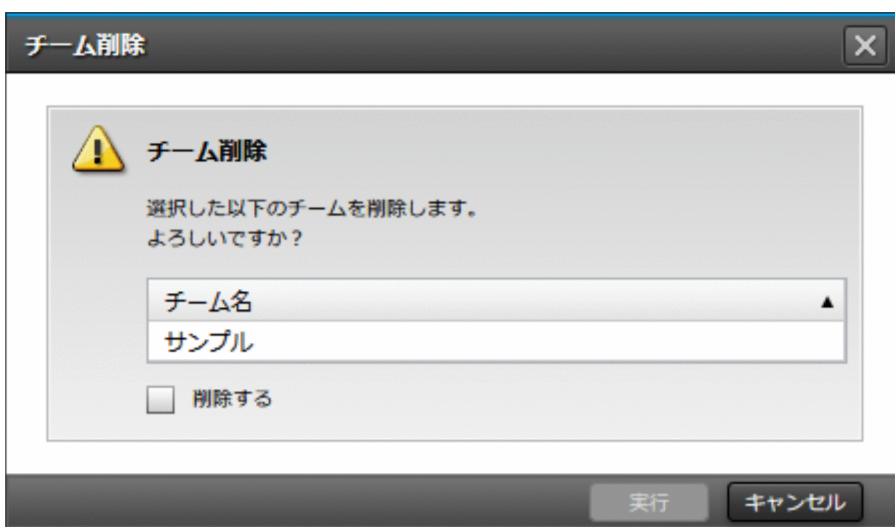 チーム削除
チーム削除
選択した以下のチームを削除します。
よろしいですか？
チーム名 ▲
サンプル
削除する
実行 キャンセル